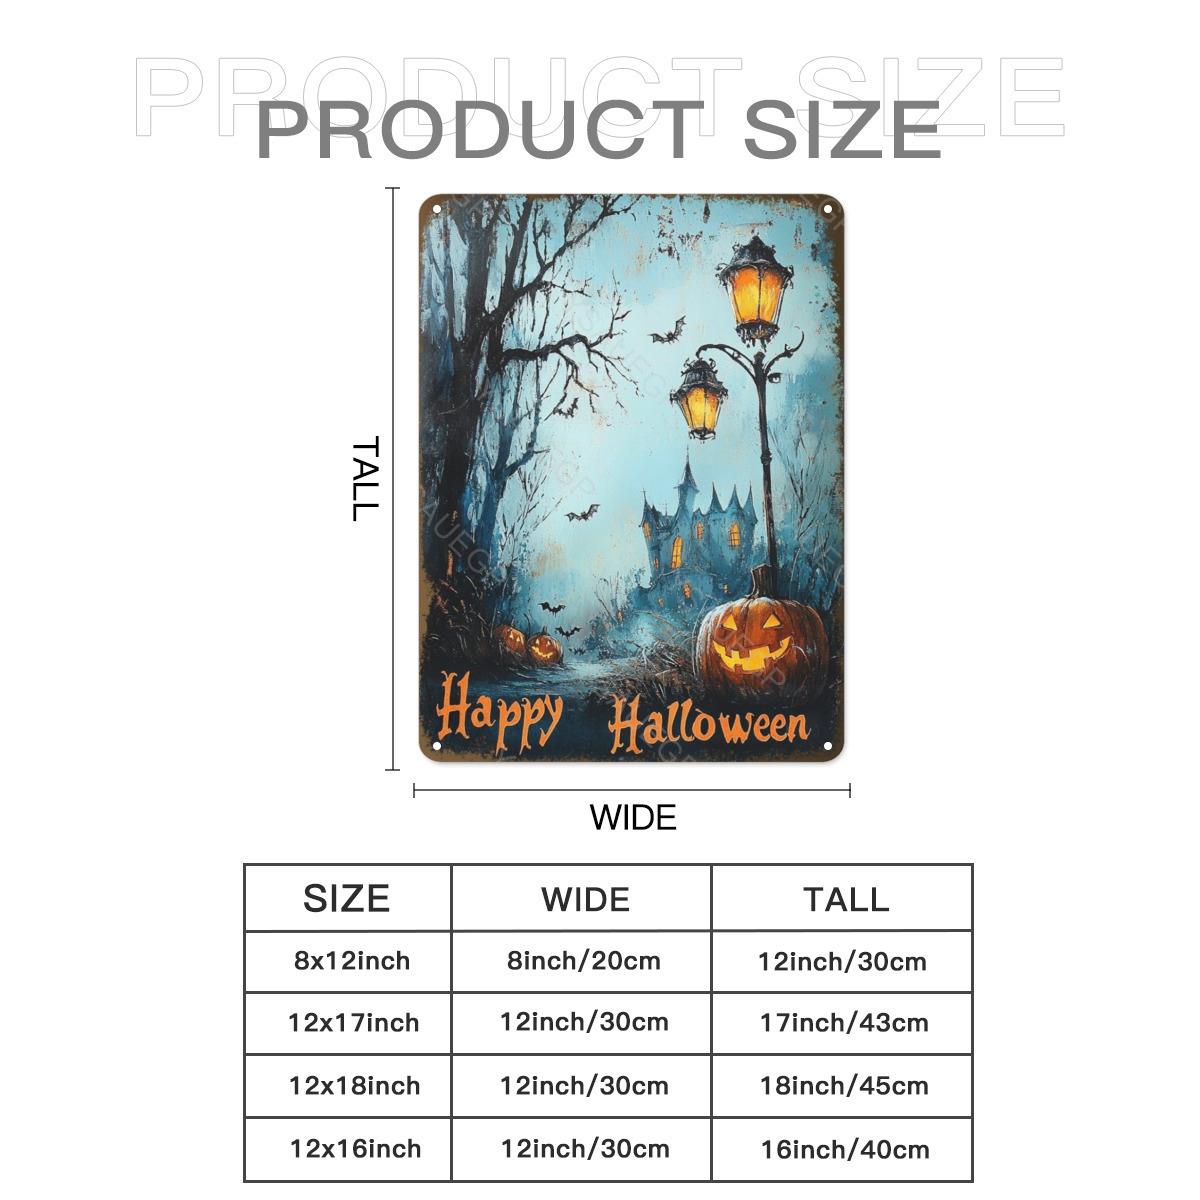 PRODUCT SIZE
PRODUCT SIZE
TALL
Happy Halloween
WIDE
SIZE WIDE TALL
8x12inch 8inch/20cm 12inch/30cm
12x17inch 12inch/30cm 17inch/43cm
12x18inch 12inch/30cm 18inch/45cm
12x16inch 12inch/30cm 16inch/40cm